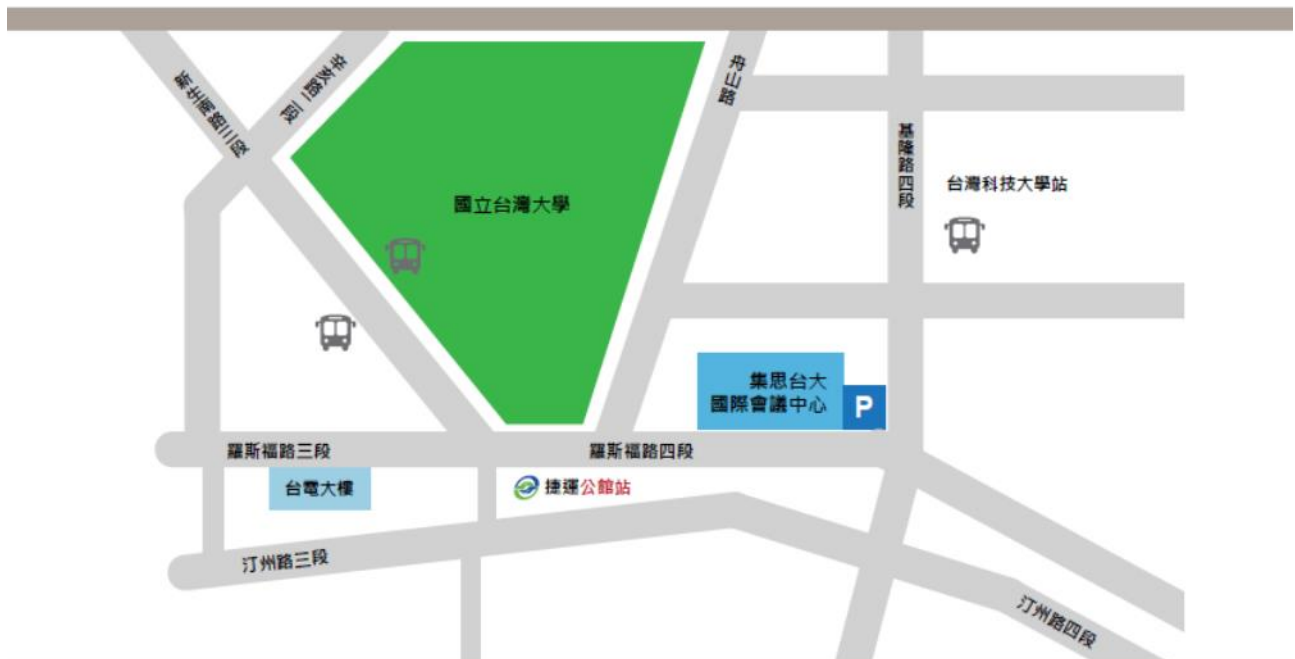 辛亥路一段
新生南路三段
舟山路
基隆路四段
台灣科技大學站
國立台灣大學
集思台大
國際會議中心
P
羅斯福路三段
羅斯福路四段
台電大樓
捷運公館站
汀州路三段
汀州路四段